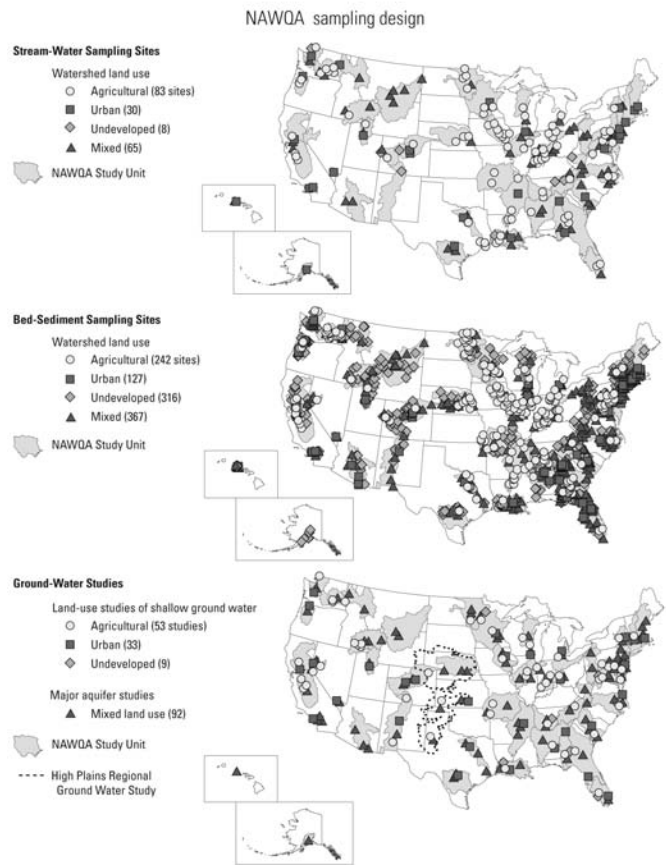 NAWQA sampling design
Stream-Water Sampling Sites
Watershed land use
Agricultural (83 sites)
Urban (30)
Undeveloped (8)
Mixed (65)
NAWQA Study Unit
Bed-Sediment Sampling Sites
Watershed land use
Agricultural (242 sites)
Urban (127)
Undeveloped (316)
Mixed (367)
NAWQA Study Unit
Ground-Water Studies
Land-use studies of shallow ground water
Agricultural (53 studies)
Urban (33)
Undeveloped (9)
Major aquifer studies
Mixed land use (92)
NAWQA Study Unit
High Plains Regional
Ground Water Study